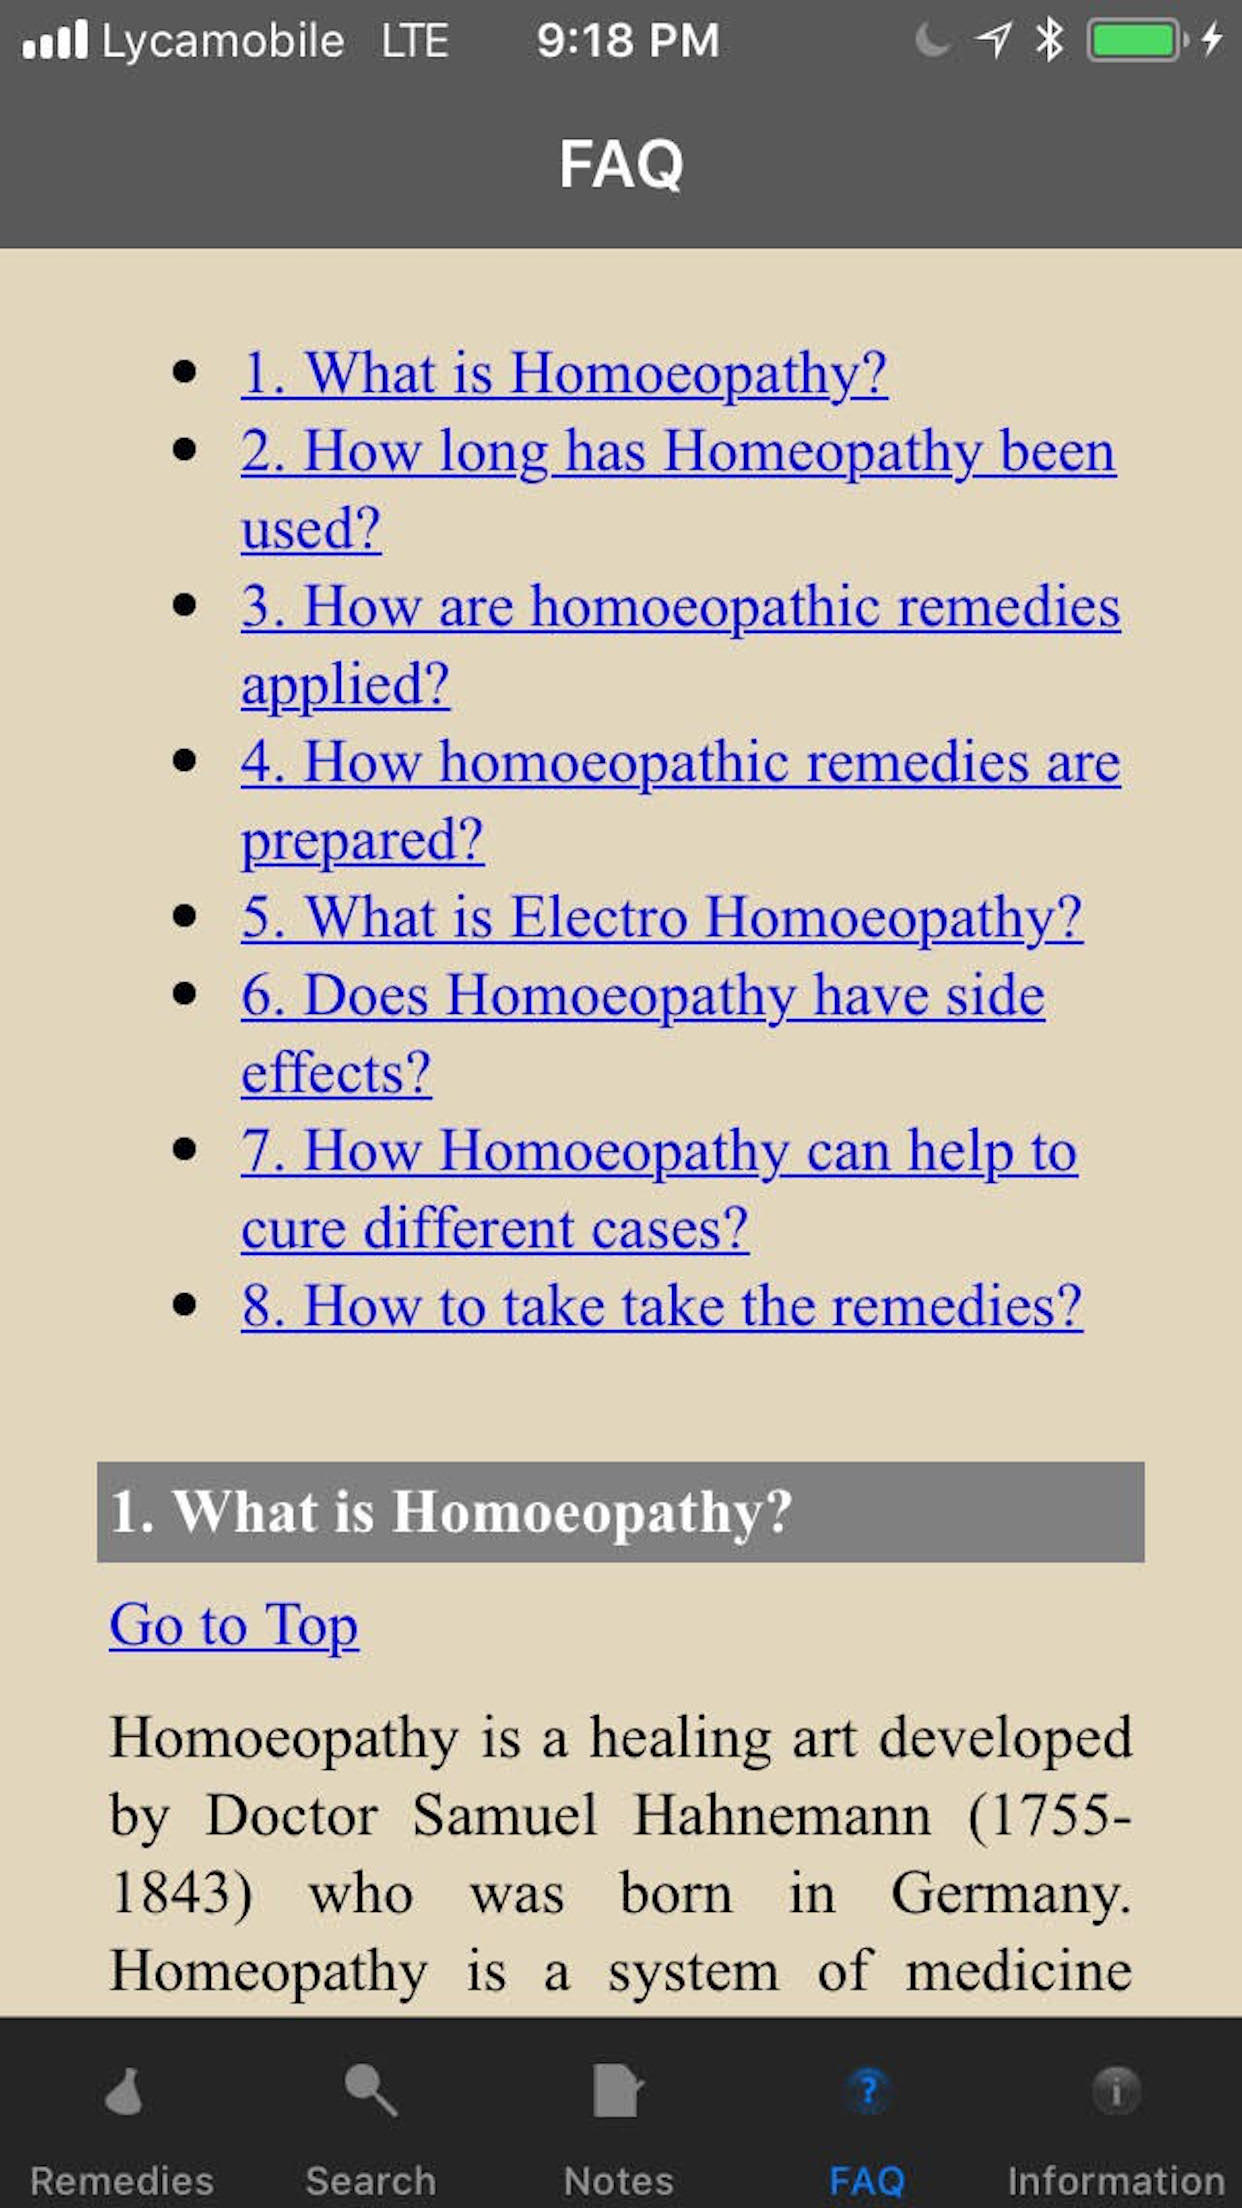 Lycamobile LTE 9:18 PM
FAQ
1. What is Homoeopathy?
2. How long has Homeopathy been
used?
3. How are homoeopathic remedies
applied?
4. How homoeopathic remedies are
prepared?
5. What is Electro Homoeopathy?
6. Does Homoeopathy have side
effects?
7. How Homoeopathy can help to
cure different cases?
8. How to take take the remedies?
1. What is Homoeopathy?
Go to Top
Homoeopathy is a healing art developed
by Doctor Samuel Hahnemann (1755-
1843) who was born in Germany.
Homeopathy is a system of medicine
Remedies Search Notes FAQ Information